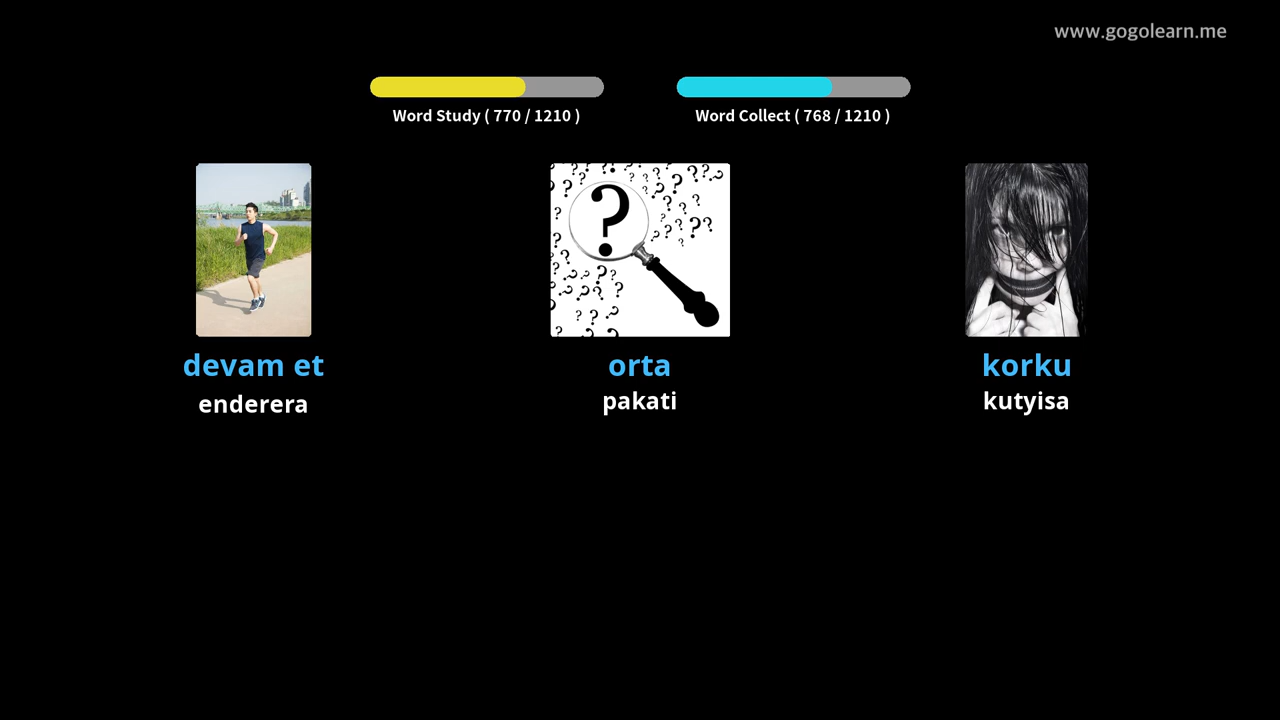 www.gogolearn.me
Word Study ( 770 / 1210 )
Word Collect ( 768 / 1210 )
devam et
enderera
orta
pakati
korku
kutyisa